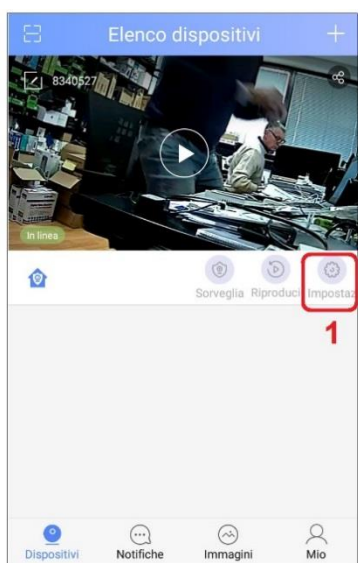 Elenco dispositivi
8340527
In linea
Sorveglia Riproduci Impostaz
1
Dispositivi Notifiche Immagini Mio